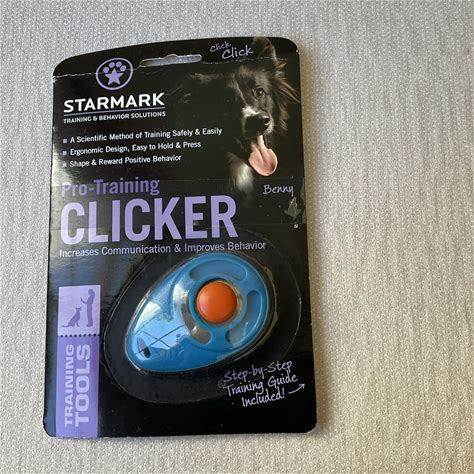 Click
Click
STARMARK
TRAINING & BEHAVIOR SOLUTIONS
• A Scientific Method of Training Safely & Easily
• Ergonomic Design, Easy to Hold & Press
• Shape & Reward Positive Behavior
Benny
Pro-Training
CLICKER
Increases Communication & Improves Behavior
TRAINING
TOOLS
Step-by-Step
Training Guide
Included!